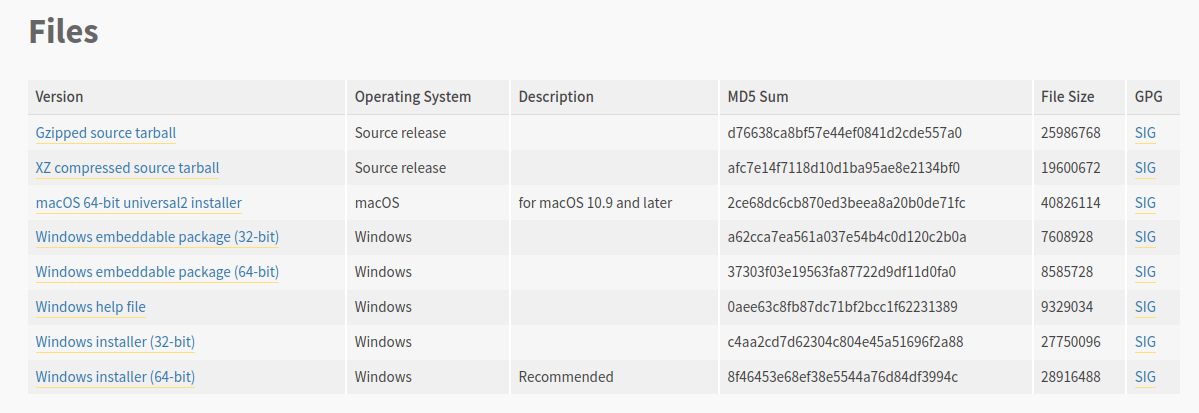 Files
Version Operating System Description MD5 Sum File Size GPG
Gzipped source tarball Source release d76638ca8bf57e44ef0841d2cde557a0 25986768 SIG
XZ compressed source tarball Source release afc7e14f7118d10d1ba95ae8e2134bf0 19600672 SIG
macOS 64-bit universal2 installer macOS for macOS 10.9 and later 2ce68dc6cb870ed3beea8a20b0de71fc 40826114 SIG
Windows embeddable package (32-bit) Windows a62cca7ea561a037e54b4c0d120c2b0a 7608928 SIG
Windows embeddable package (64-bit) Windows 37303f03e19563fa87722d9df11d0fa0 8585728 SIG
Windows help file Windows 0aee63c8fb87dc71bf2bcc1f62231389 9329034 SIG
Windows installer (32-bit) Windows c4aa2cd7d62304c804e45a51696f2a88 27750096 SIG
Windows installer (64-bit) Windows Recommended 8f46453e68ef38e5544a76d84df3994c 28916488 SIG